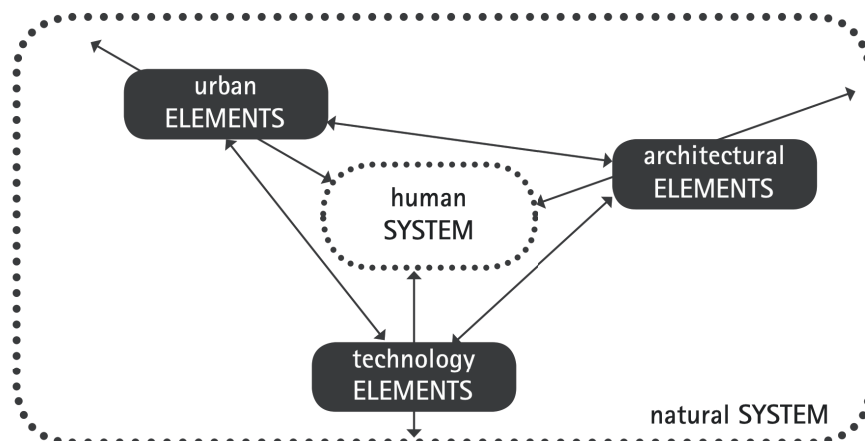 urban
ELEMENTS
architectural
ELEMENTS
human
SYSTEM
technology
ELEMENTS
natural SYSTEM